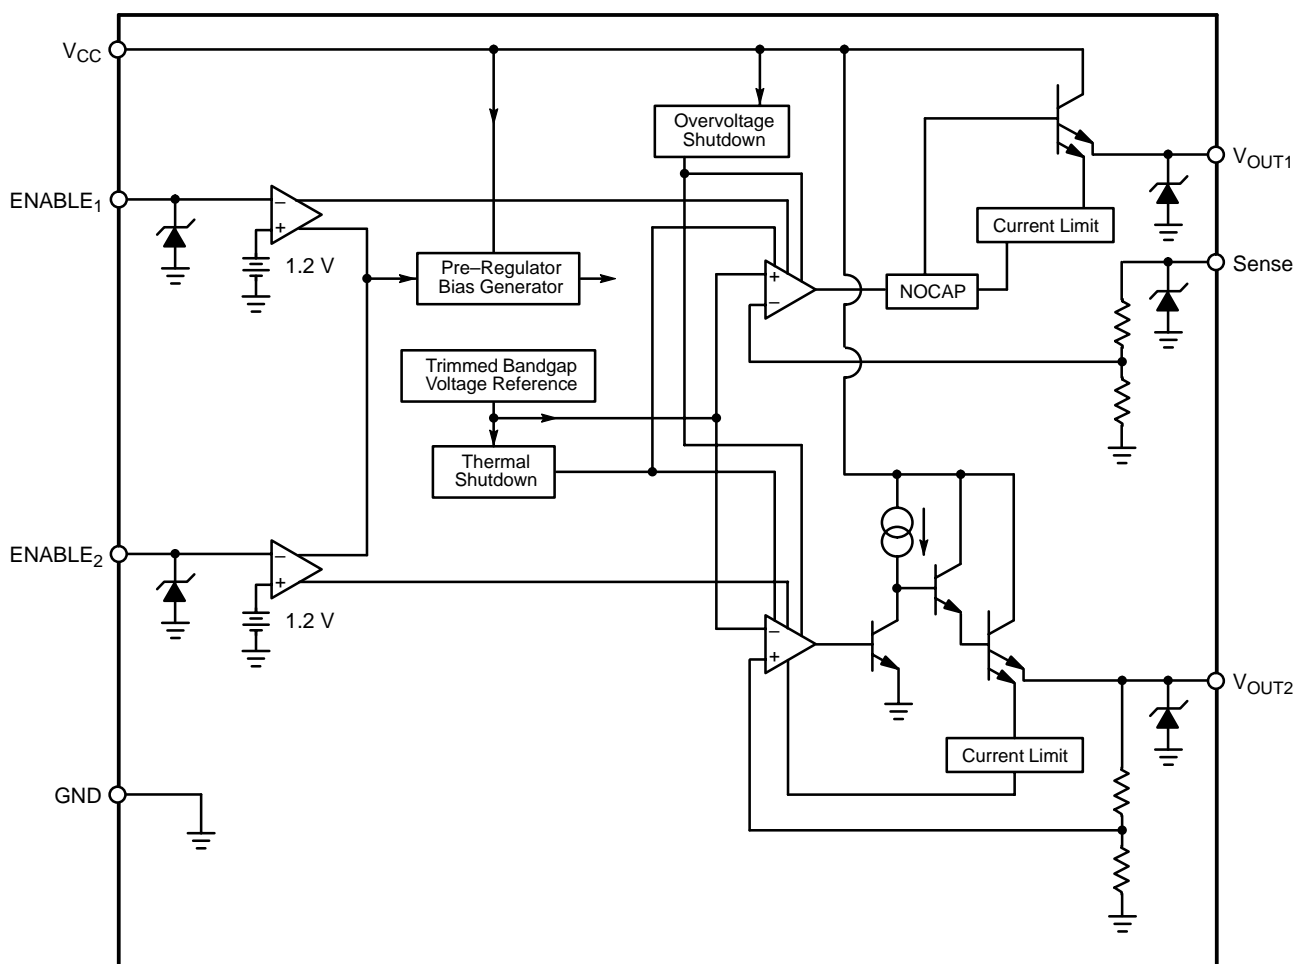 VCC
Overvoltage
Shutdown
VOUT1
ENABLE1
−
+
1.2 V
Current Limit
Pre–Regulator
Bias Generator
+
−
NOCAP
Sense
Trimmed Bandgap
Voltage Reference
Thermal
Shutdown
ENABLE2
−
+
1.2 V
−
+
VOUT2
Current Limit
GND